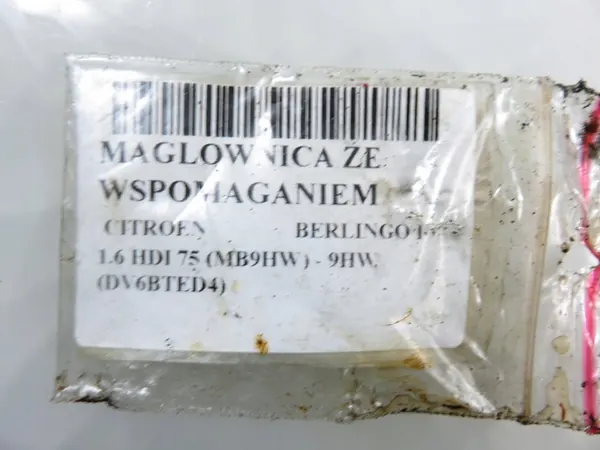 MAGLOWNICA ZE
WSPOMAGANIEM
CITROEN BERLINGO
1.6 HDI 75 (MB9HW) - 9HW
(DV6BTED4)